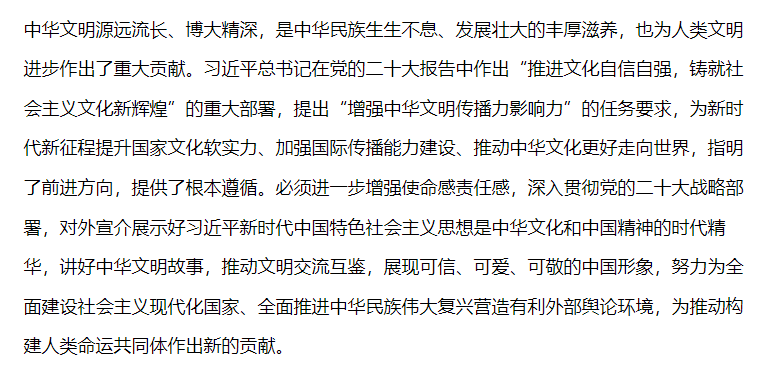 中华文明源远流长、博大精深，是中华民族生生不息、发展壮大的丰厚滋养，也为人类文明
进步作出了重大贡献。习近平总书记在党的二十大报告中作出“推进文化自信自强，铸就社
会主义文化新辉煌”的重大部署，提出“增强中华文明传播力影响力”的任务要求，为新时
代新征程提升国家文化软实力、加强国际传播能力建设、推动中华文化更好走向世界，指明
了前进方向，提供了根本遵循。必须进一步增强使命感责任感，深入贯彻党的二十大战略部
署，对外宣介展示好习近平新时代中国特色社会主义思想是中华文化和中国精神的时代精
华，讲好中华文明故事，推动文明交流互鉴，展现可信、可爱、可敬的中国形象，努力为全
面建设社会主义现代化国家、全面推进中华民族伟大复兴营造有利外部舆论环境，为推动构
建人类命运共同体作出新的贡献。